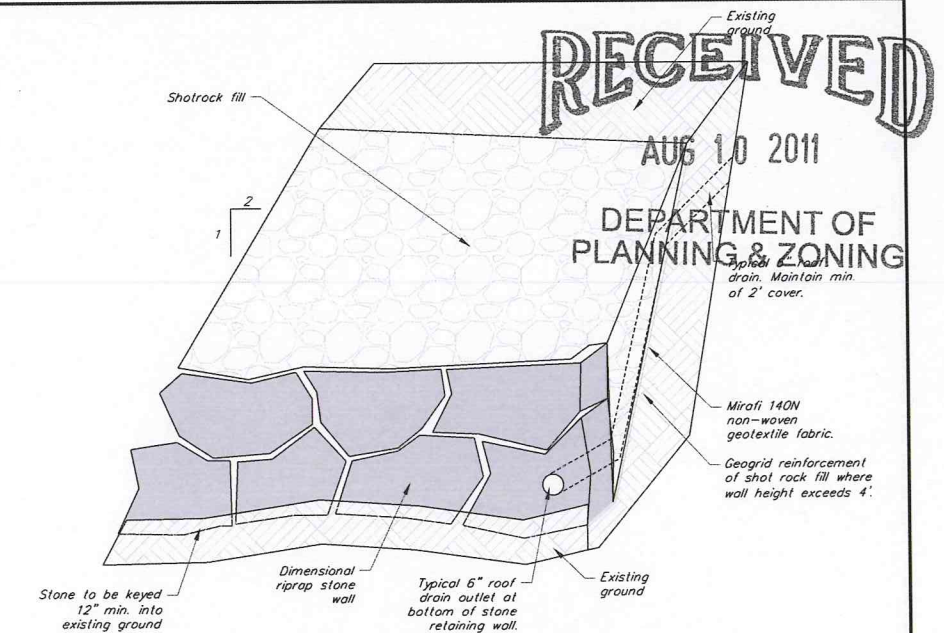 Existing
ground
RECEIVED
AUG 10 2011
DEPARTMENT OF
PLANNING & ZONING
Shotrock fill
2
1
Typical 6" roof
drain. Maintain min.
of 2' cover.
Mirafi 140N
non-woven
geotextile fabric.
Geogrid reinforcement
of shot rock fill where
wall height exceeds 4'.
Stone to be keyed
12" min. into
existing ground
Dimensional
riprap stone
wall
Typical 6" roof
drain outlet at
bottom of stone
retaining wall.
Existing
ground